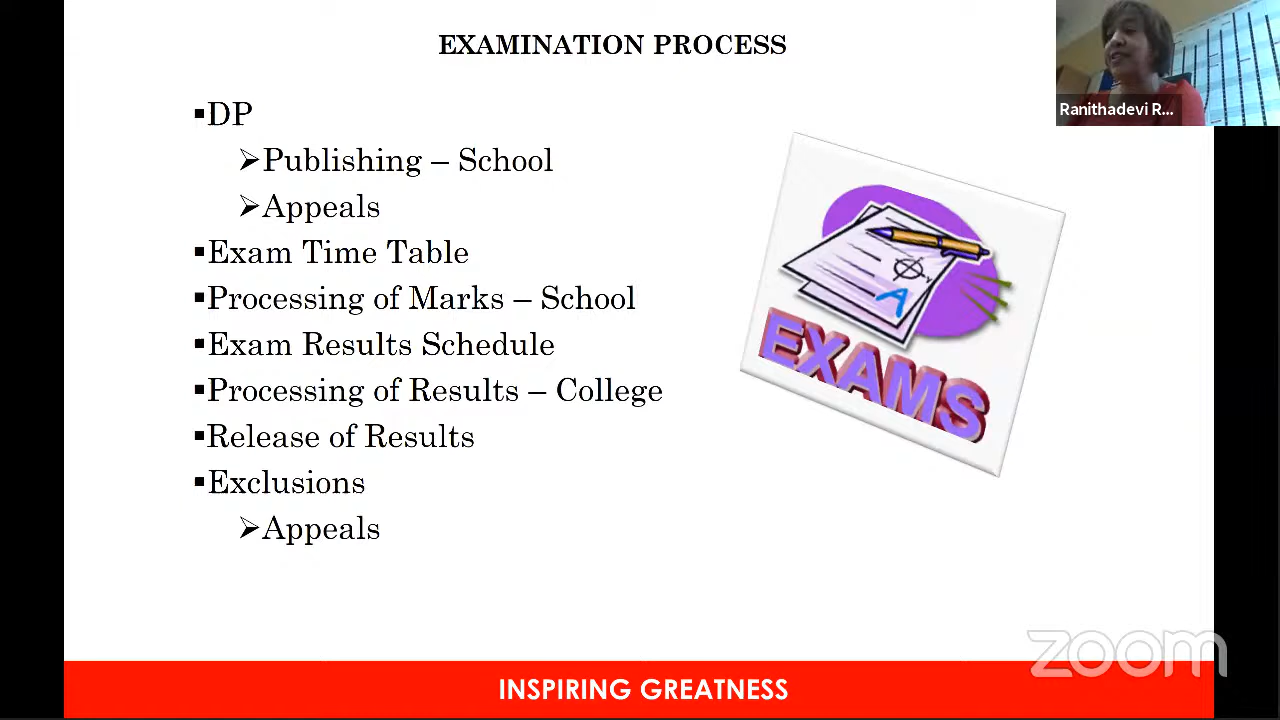 EXAMINATION PROCESS
Ranithadevi R...
▪DP
➢Publishing – School
➢Appeals
▪Exam Time Table
▪Processing of Marks – School
▪Exam Results Schedule
▪Processing of Results – College
▪Release of Results
▪Exclusions
➢Appeals
A
EXAMS
zoom
INSPIRING GREATNESS